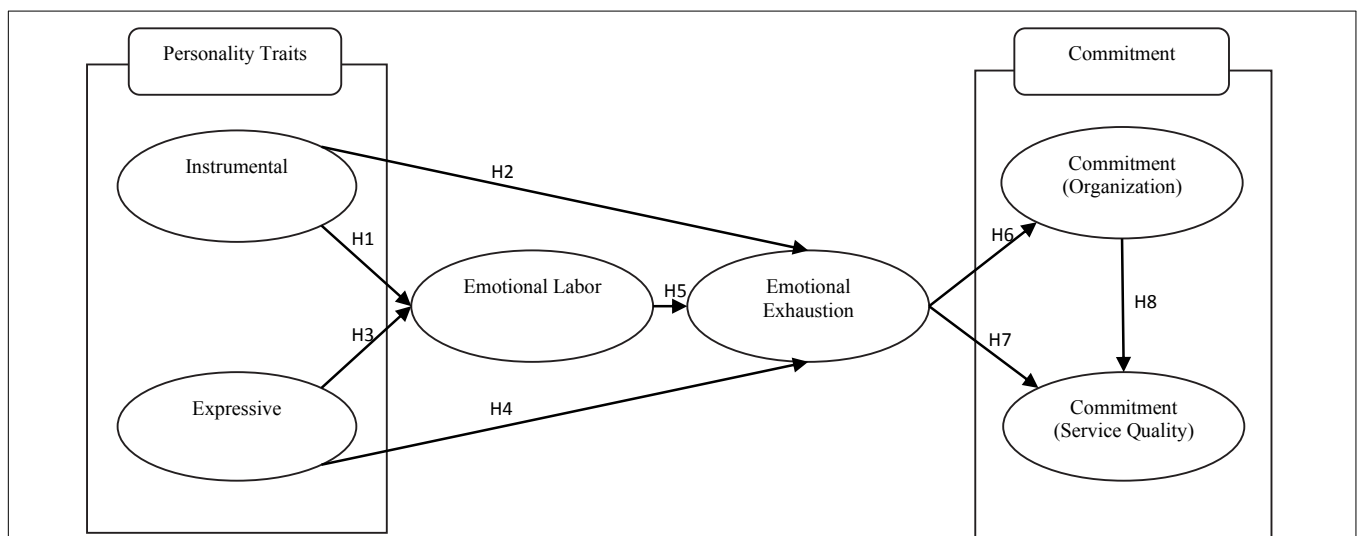 Personality Traits
Commitment
Instrumental
Commitment
(Organization)
H2
H1
H6
Emotional Labor
H5
Emotional
Exhaustion
H8
H3
H7
Expressive
H4
Commitment
(Service Quality)